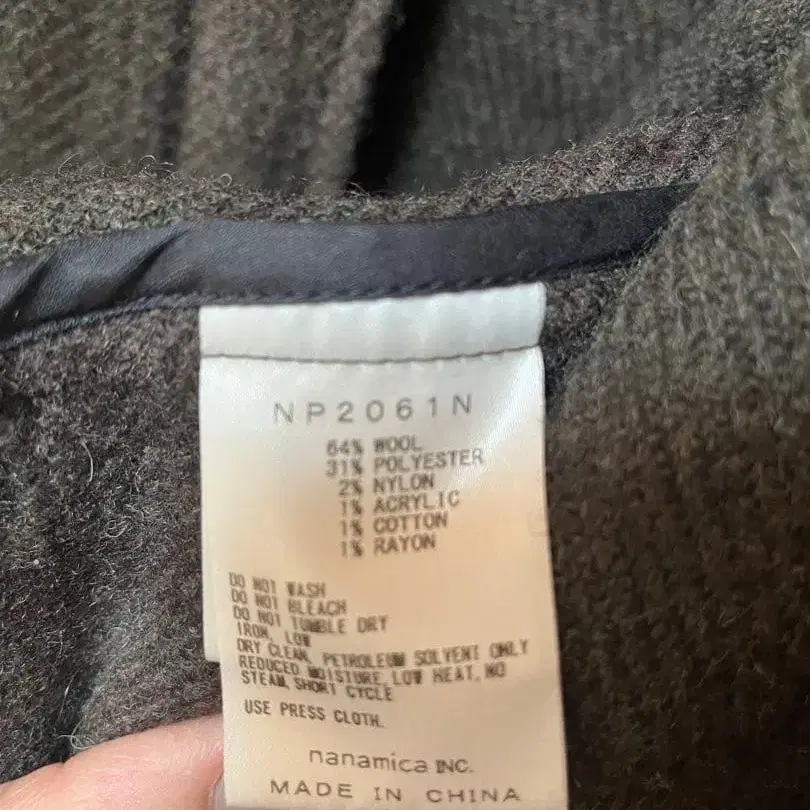 NP2061N
64% WOOL
31% POLYESTER
2% NYLON
1% ACRYLIC
1% COTTON
1% RAYON
DO NOT WASH
DO NOT BLEACH
DO NOT TUMBLE DRY
IRON, LOW
DRY CLEAN, PETROLEUM SOLVENT ONLY
REDUCED MOISTURE, LOW HEAT, NO
STEAM, SHORT CYCLE
USE PRESS CLOTH.
nanamica INC.
MADE IN CHINA